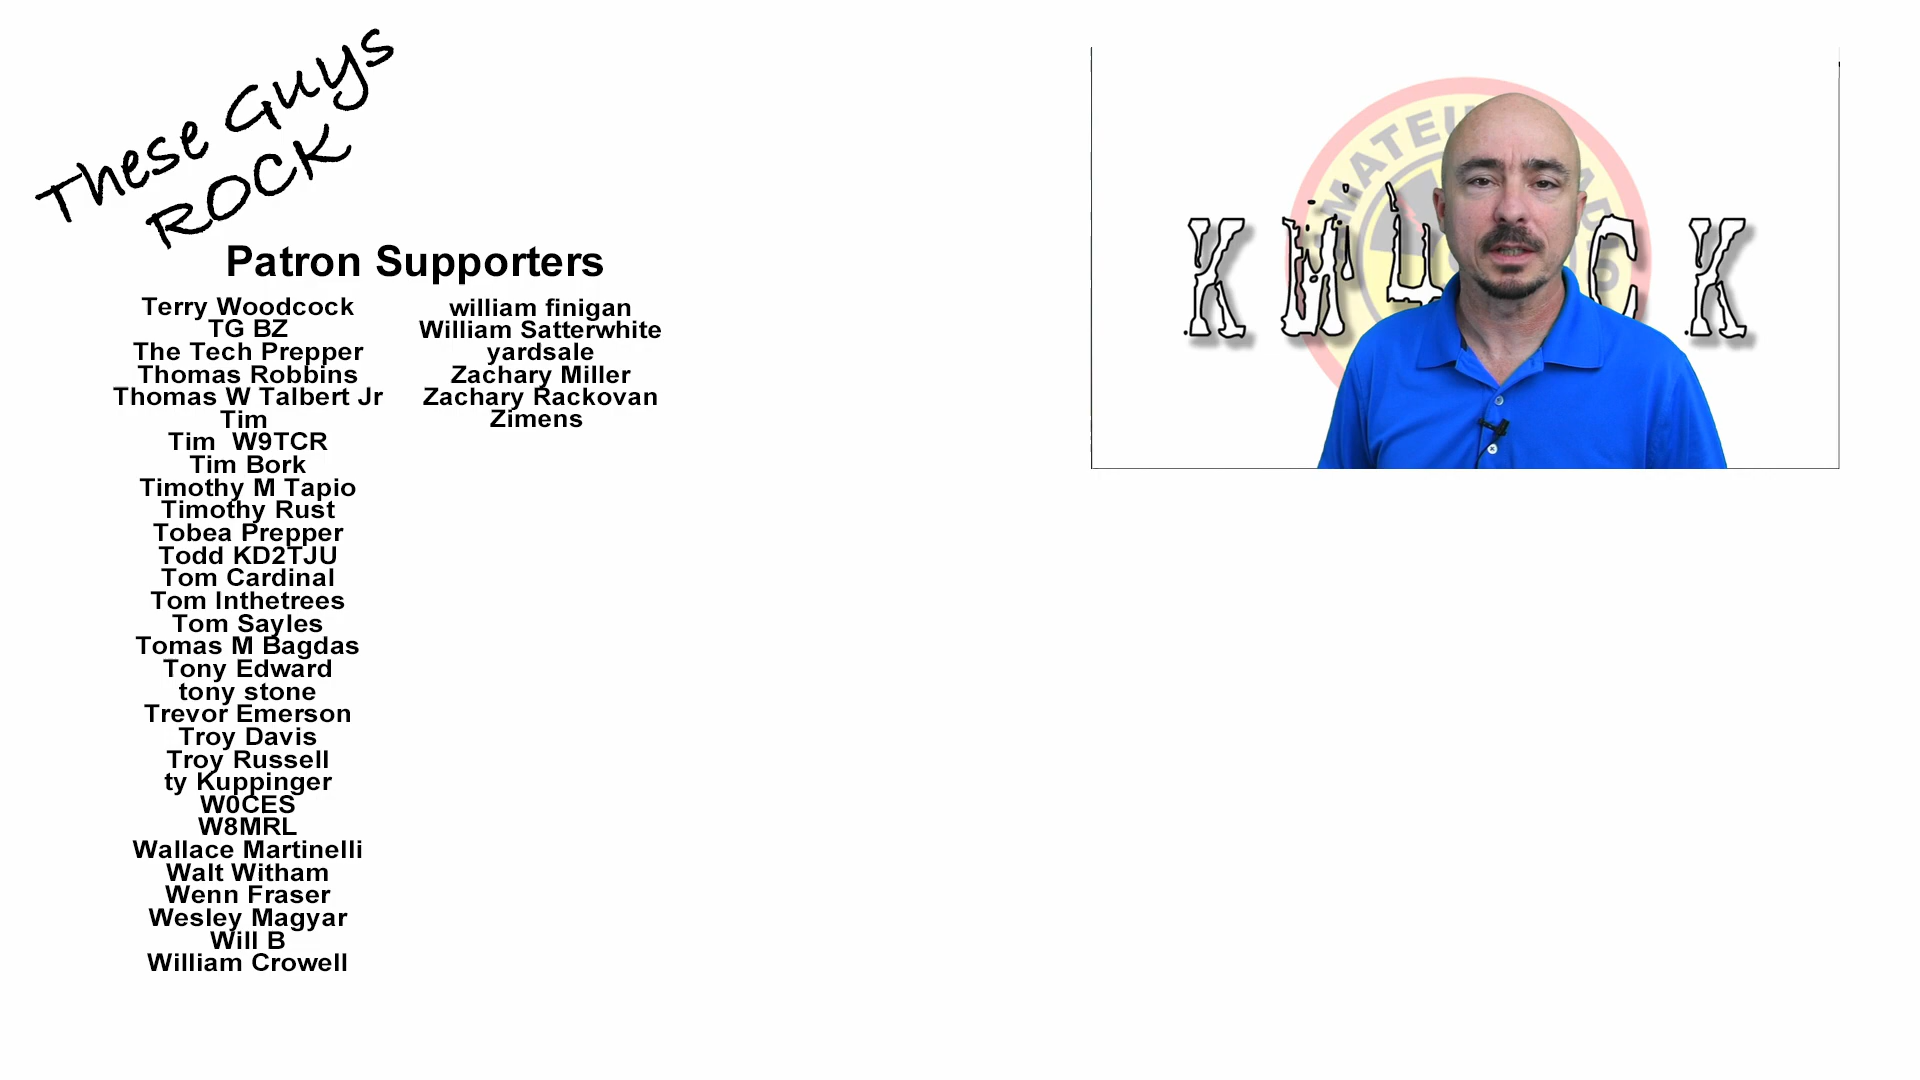 These Guys
ROCK
Patron Supporters
Terry Woodcock
TG BZ
The Tech Prepper
Thomas Robbins
Thomas W Talbert Jr
Tim
Tim  W9TCR
Tim Bork
Timothy M Tapio
Timothy Rust
Tobea Prepper
Todd KD2TJU
Tom Cardinal
Tom Inthetrees
Tom Sayles
Tomas M Bagdas
Tony Edward
tony stone
Trevor Emerson
Troy Davis
Troy Russell
ty Kuppinger
W0CES
W8MRL
Wallace Martinelli
Walt Witham
Wenn Fraser
Wesley Magyar
Will B
William Crowell
william finigan
William Satterwhite
yardsale
Zachary Miller
Zachary Rackovan
Zimens
K M 4 C K